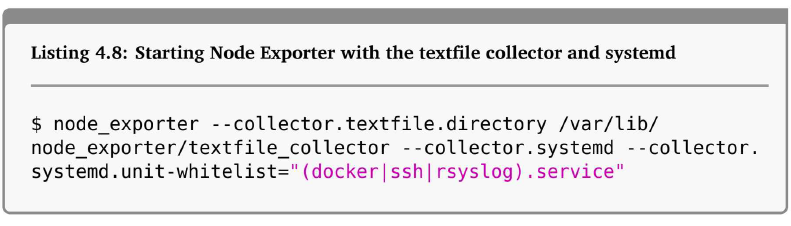 Listing 4.8: Starting Node Exporter with the textfile collector and systemd
$ node_exporter --collector.textfile.directory /var/lib/
node_exporter/textfile_collector --collector.systemd --collector.
systemd.unit-whitelist="(docker|ssh|rsyslog).service"